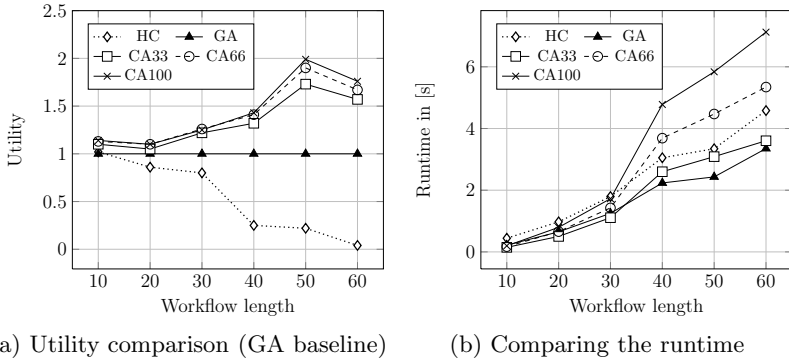 2.5
2
1.5
1
0.5
0
Utility
HC
GA
CA33
CA66
CA100
10 20 30 40 50 60
Workflow length
a) Utility comparison (GA baseline)
6
4
2
0
Runtime in [s]
HC
GA
CA33
CA66
CA100
10 20 30 40 50 60
Workflow length
(b) Comparing the runtime